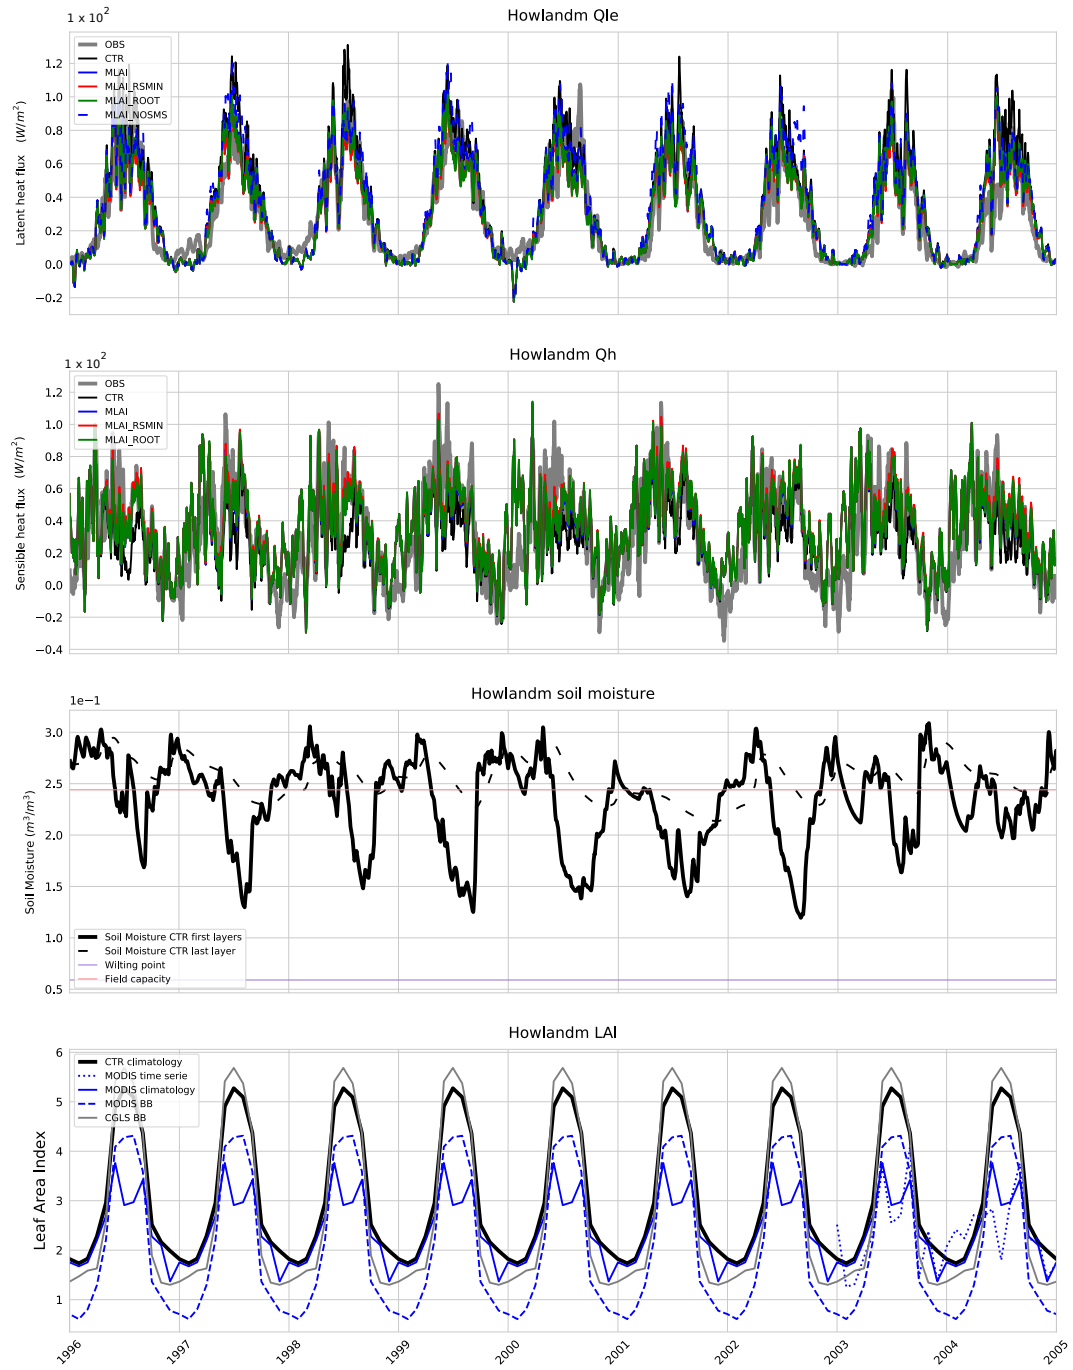 Howlandm Qle
1 x 10²
Latent heat flux (W/m²)
OBS
CTR
MLAI
MLAI_RSMIN
MLAI_ROOT
MLAI_NOSMS
1.2
1.0
0.8
0.6
0.4
0.2
0.0
−0.2
Howlandm Qh
1 x 10²
Sensible heat flux (W/m²)
OBS
CTR
MLAI
MLAI_RSMIN
MLAI_ROOT
1.2
1.0
0.8
0.6
0.4
0.2
0.0
−0.2
−0.4
Howlandm soil moisture
1e−1
Soil Moisture (m³/m³)
3.0
2.5
2.0
1.5
1.0
0.5
Soil Moisture CTR first layers
Soil Moisture CTR last layer
Wilting point
Field capacity
Howlandm LAI
Leaf Area Index
CTR climatology
MODIS time serie
MODIS climatology
MODIS BB
CGLS BB
6
5
4
3
2
1
1996
1997
1998
1999
2000
2001
2002
2003
2004
2005